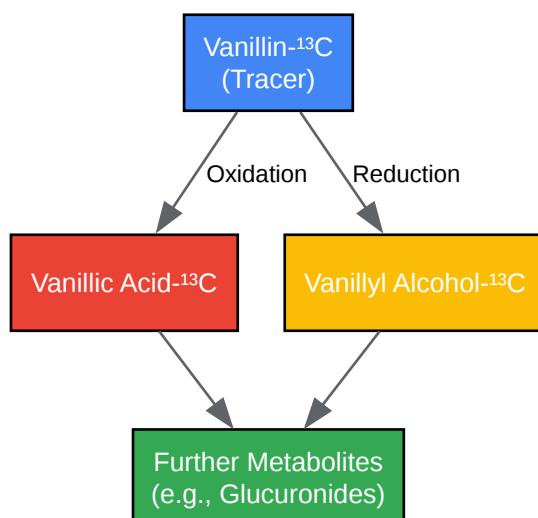 Vanillin-¹³C
(Tracer)
Oxidation
Reduction
Vanillic Acid-¹³C
Vanillyl Alcohol-¹³C
Further Metabolites
(e.g., Glucuronides)